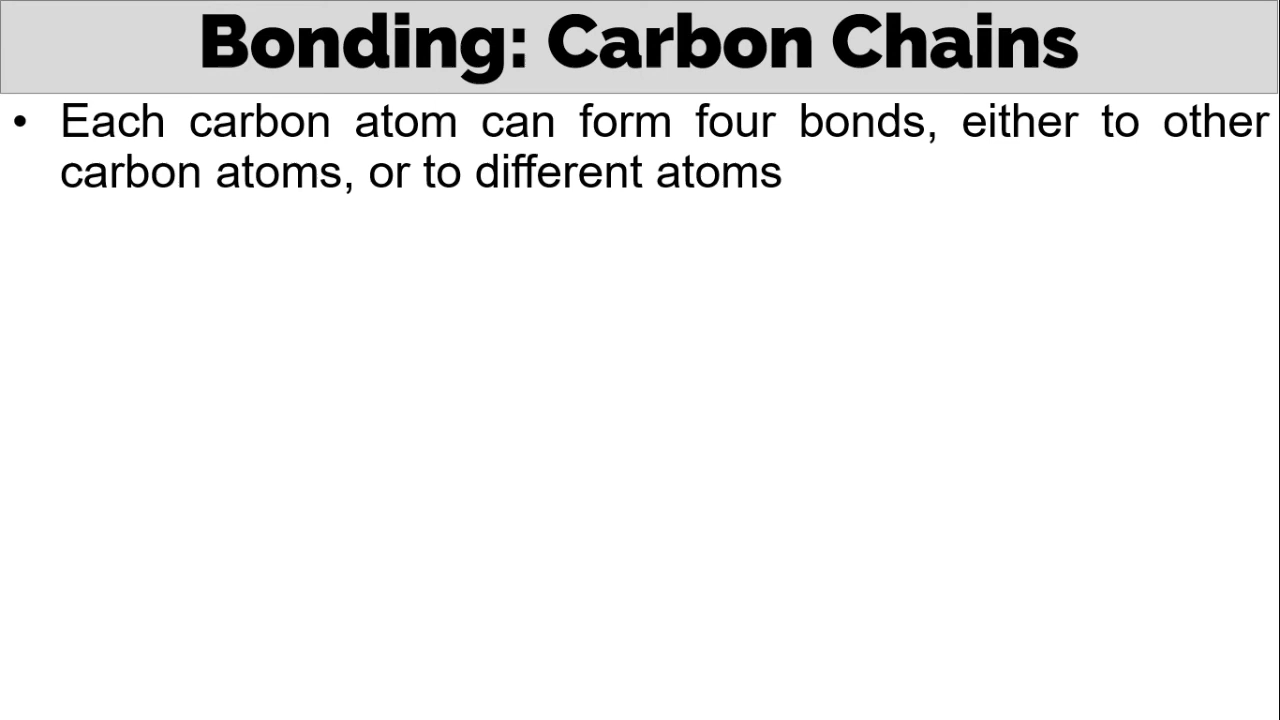 Bonding: Carbon Chains
• Each carbon atom can form four bonds, either to other
carbon atoms, or to different atoms